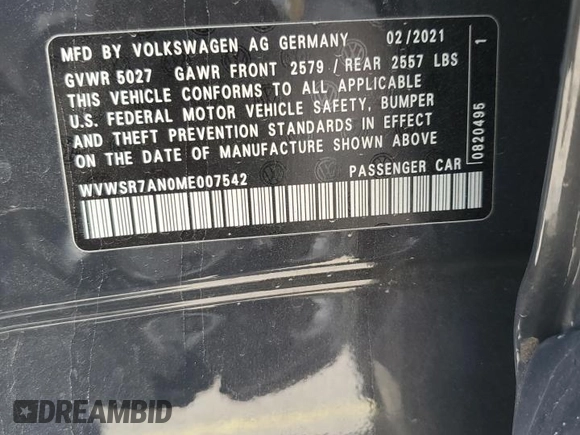 MFD BY VOLKSWAGEN AG GERMANY 02/2021
GVWR 5027 GAWR FRONT 2579 / REAR 2557 LBS
THIS VEHICLE CONFORMS TO ALL APPLICABLE
U.S. FEDERAL MOTOR VEHICLE SAFETY, BUMPER
AND THEFT PREVENTION STANDARDS IN EFFECT
ON THE DATE OF MANUFACTURE SHOWN ABOVE
WVWSR7AN0ME007542 PASSENGER CAR
0820495 1
DREAMBID